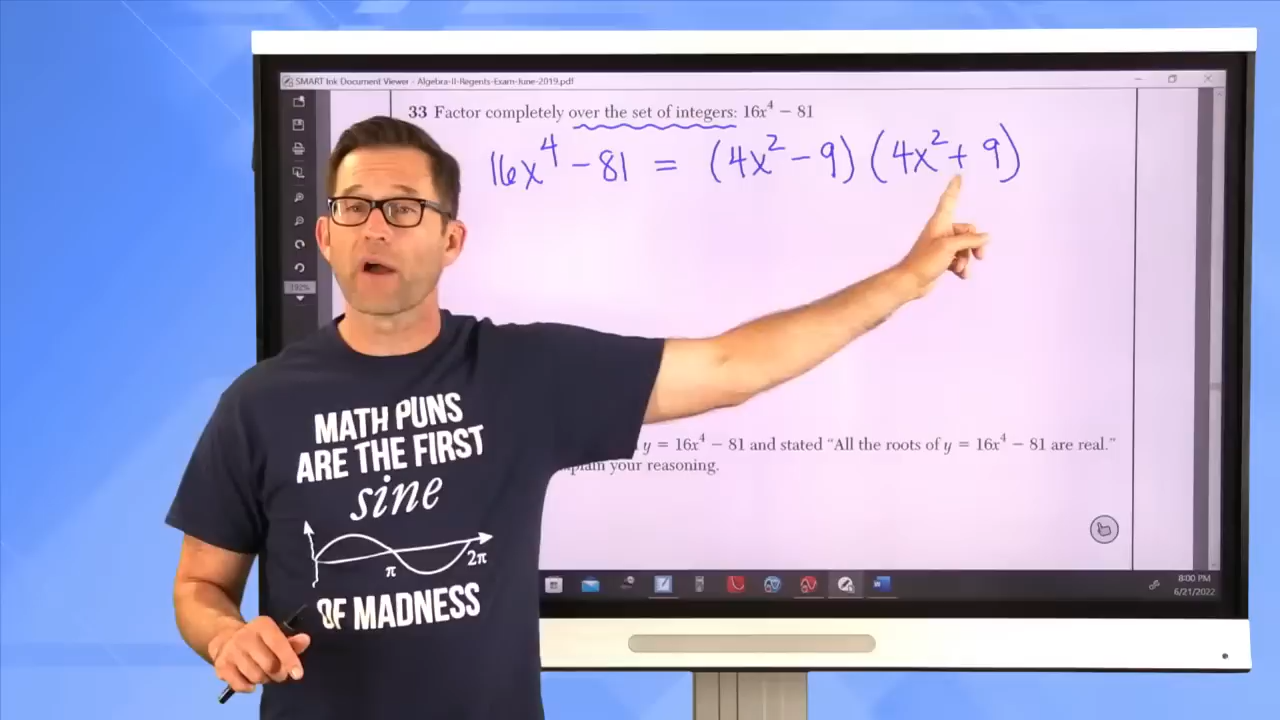 SMART Ink Document Viewer - Algebra-II-Regents-Exam-June-2019.pdf
33 Factor completely over the set of integers: 16x⁴ − 81
16x⁴ − 81 = (4x² − 9) (4x² + 9)
192%
y = 16x⁴ − 81 and stated “All the roots of y = 16x⁴ − 81 are real.”
your reasoning.
8:00 PM
6/21/2022
MATH PUNS
ARE THE FIRST
sine
π
2π
OF MADNESS